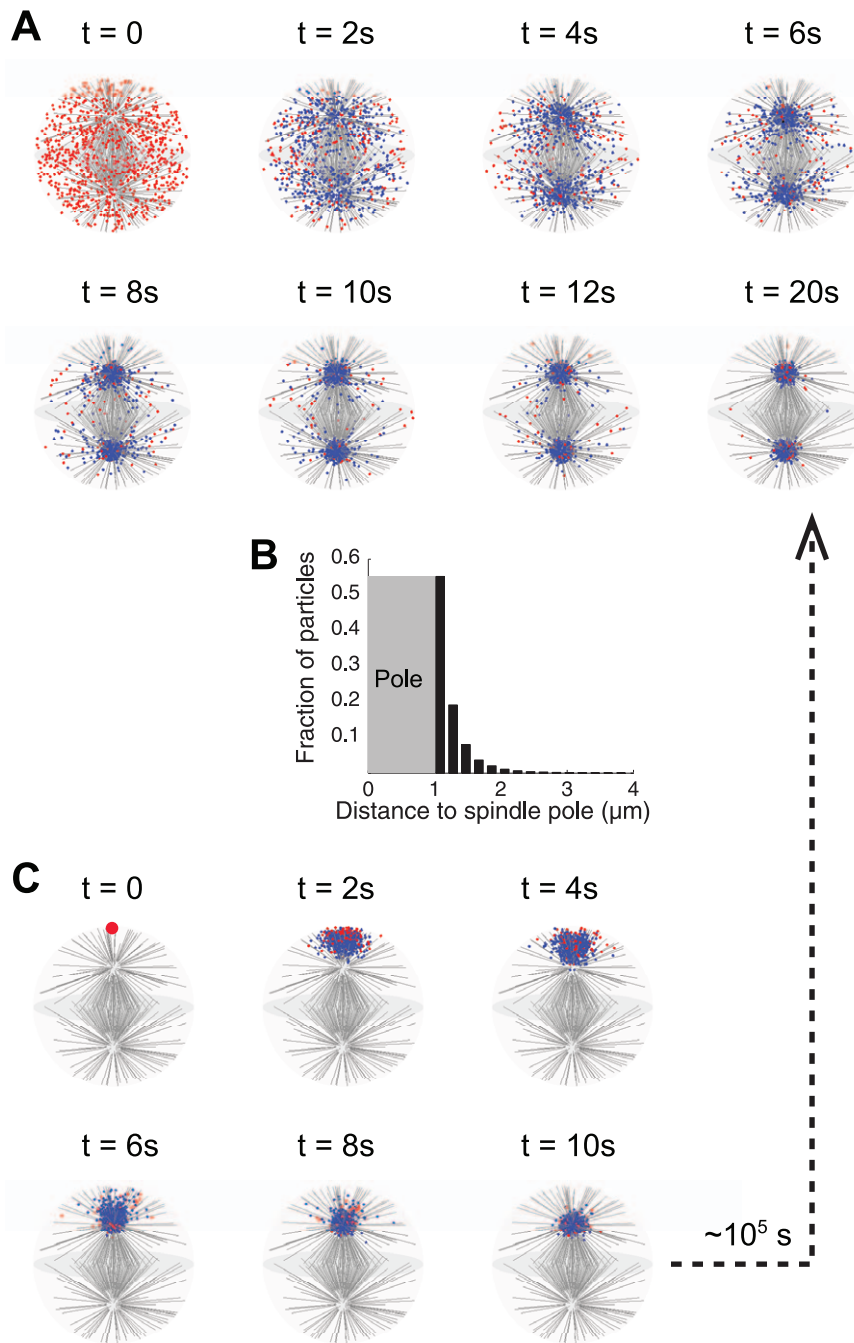 A
t = 0
t = 2s
t = 4s
t = 6s
t = 8s
t = 10s
t = 12s
t = 20s
B
Fraction of particles
0.6
0.5
0.4
0.3
0.2
0.1
Pole
0 1 2 3 4
Distance to spindle pole (µm)
C
t = 0
t = 2s
t = 4s
t = 6s
t = 8s
t = 10s
~10⁵ s